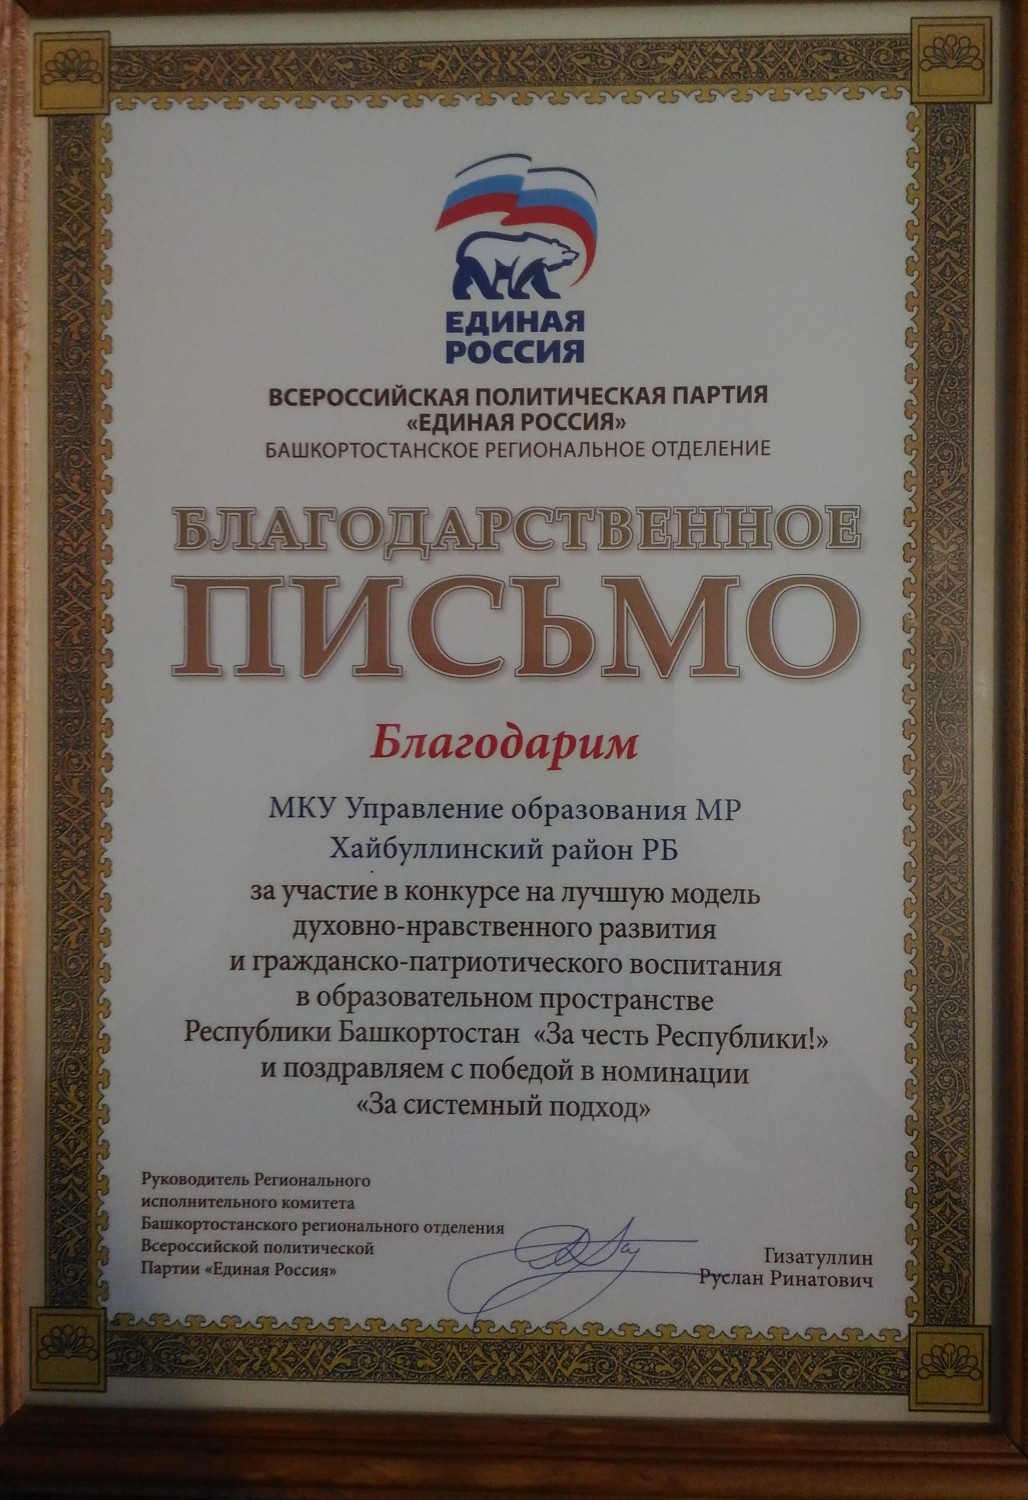 ЕДИНАЯ
РОССИЯ
ВСЕРОССИЙСКАЯ ПОЛИТИЧЕСКАЯ ПАРТИЯ
«ЕДИНАЯ РОССИЯ»
БАШКОРТОСТАНСКОЕ РЕГИОНАЛЬНОЕ ОТДЕЛЕНИЕ
БЛАГОДАРСТВЕННОЕ
ПИСЬМО
Благодарим
МКУ Управление образования МР
Хайбуллинский район РБ
за участие в конкурсе на лучшую модель
духовно-нравственного развития
и гражданско-патриотического воспитания
в образовательном пространстве
Республики Башкортостан «За честь Республики!»
и поздравляем с победой в номинации
«За системный подход»
Руководитель Регионального
исполнительного комитета
Башкортостанского регионального отделения
Всероссийской политической
Партии «Единая Россия»
Гизатуллин
Руслан Ринатович